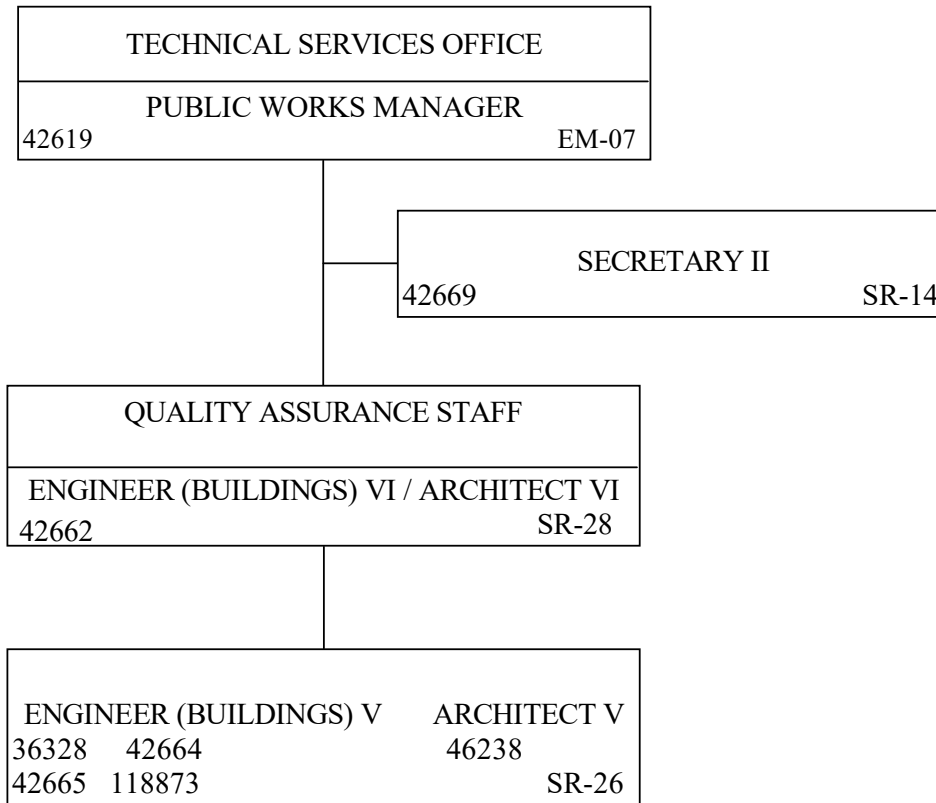 TECHNICAL SERVICES OFFICE
PUBLIC WORKS MANAGER
42619 EM-07
SECRETARY II
42669 SR-14
QUALITY ASSURANCE STAFF
ENGINEER (BUILDINGS) VI / ARCHITECT VI
42662 SR-28
ENGINEER (BUILDINGS) V ARCHITECT V
36328 42664 46238
42665 118873 SR-26